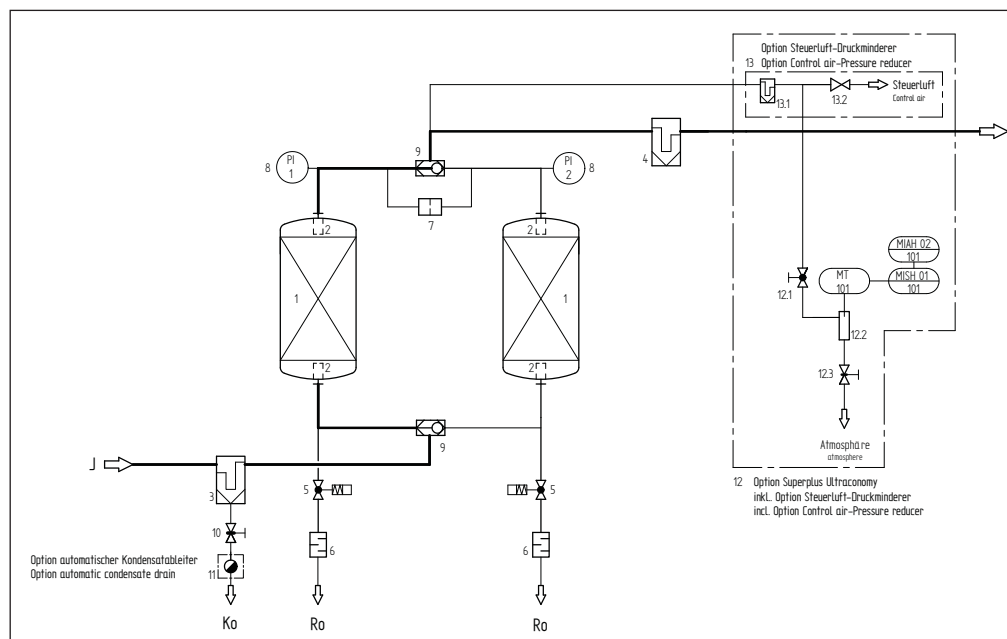 Option Steuerluft-Druckminderer
13 Option Control air-Pressure reducer
Steuerluft
Control air
13.1
13.2
9
4
8
PI
1
PI
2
8
7
2
2
1
1
2
2
MIAH 02
101
MT
101
MISH 01
101
12.1
12.2
12.3
Atmosphäre
atmosphere
9
J
3
5
5
12 Option Superplus Ultraconomy
inkl. Option Steuerluft-Druckminderer
incl. Option Control air-Pressure reducer
10
6
6
Option automatischer Kondensatableiter
Option automatic condensate drain
11
Ko
Ro
Ro